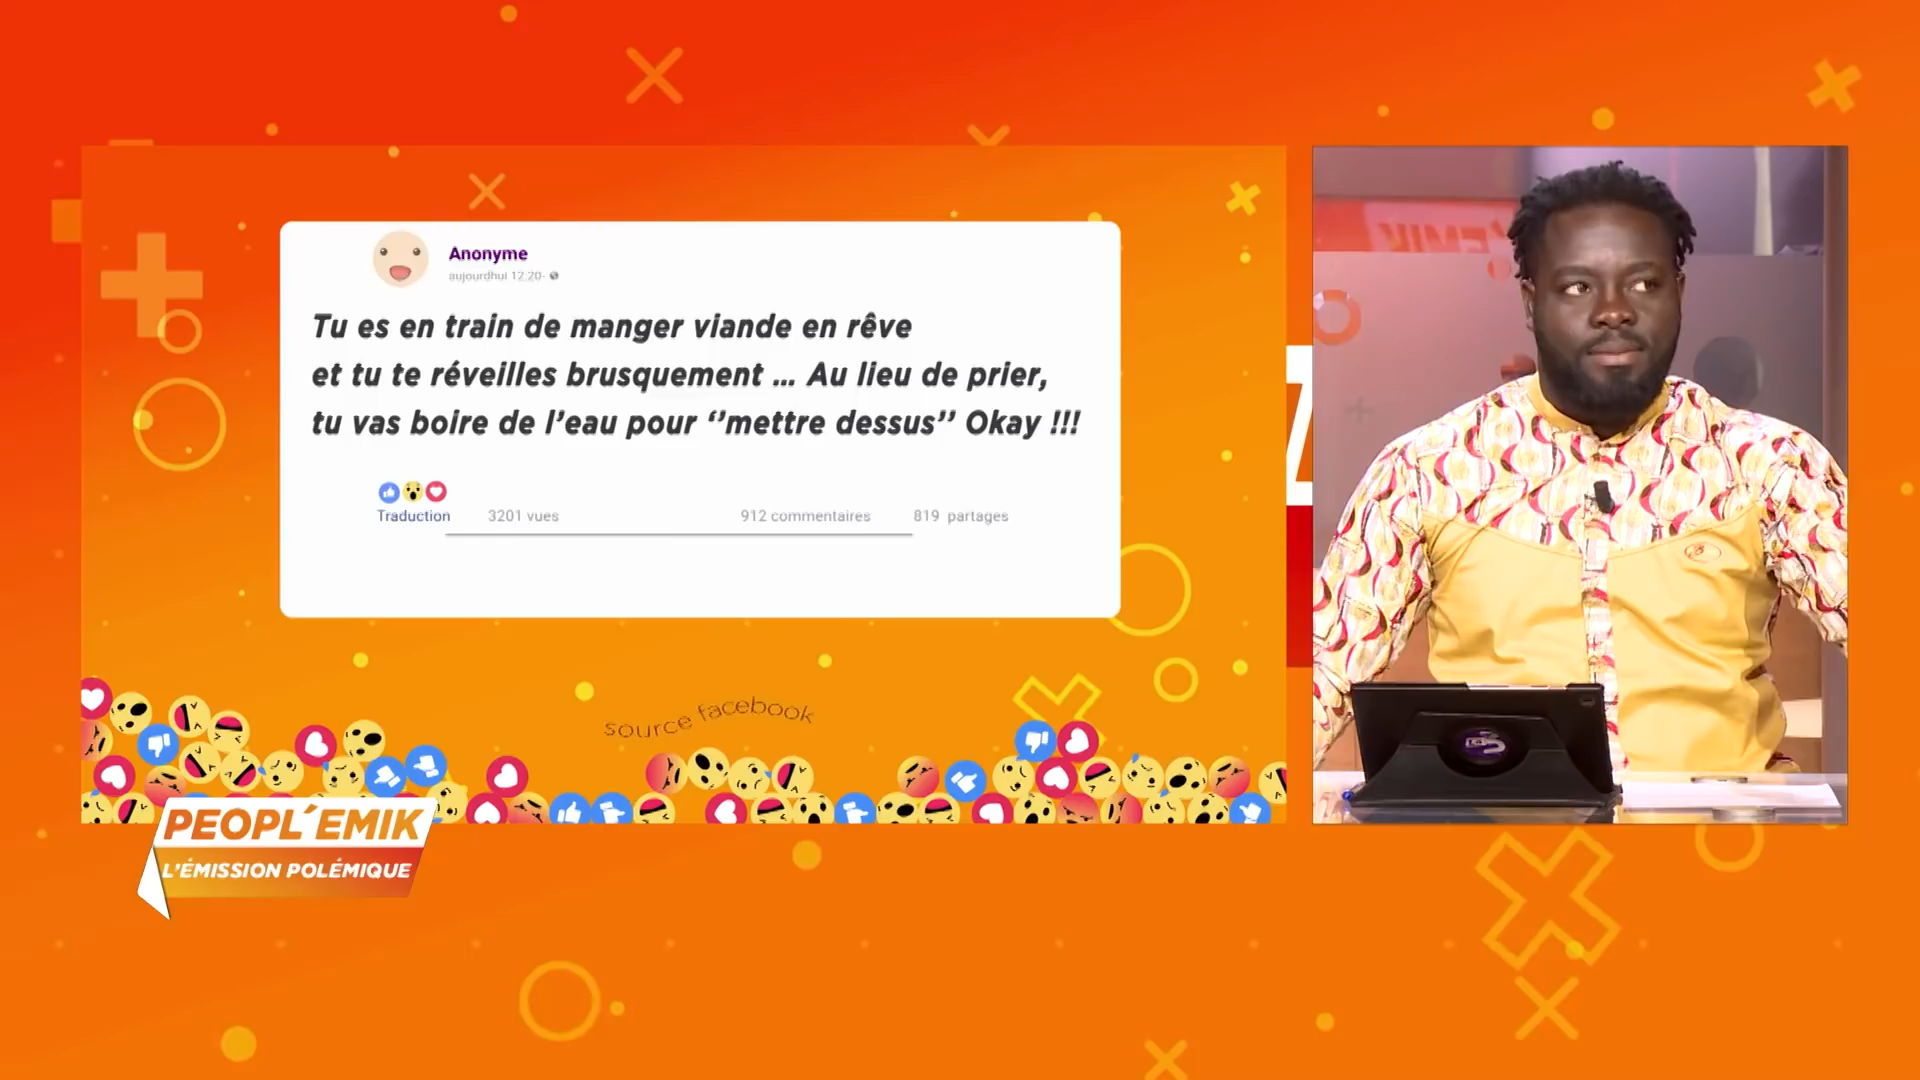 Anonyme
aujourdhui 12.20·
Tu es en train de manger viande en rêve
et tu te réveilles brusquement ... Au lieu de prier,
tu vas boire de l'eau pour ‘’mettre dessus’’ Okay !!!
Traduction 3201 vues 912 commentaires 819 partages
source facebook
PEOPL´EMIK
L'ÉMISSION POLÉMIQUE